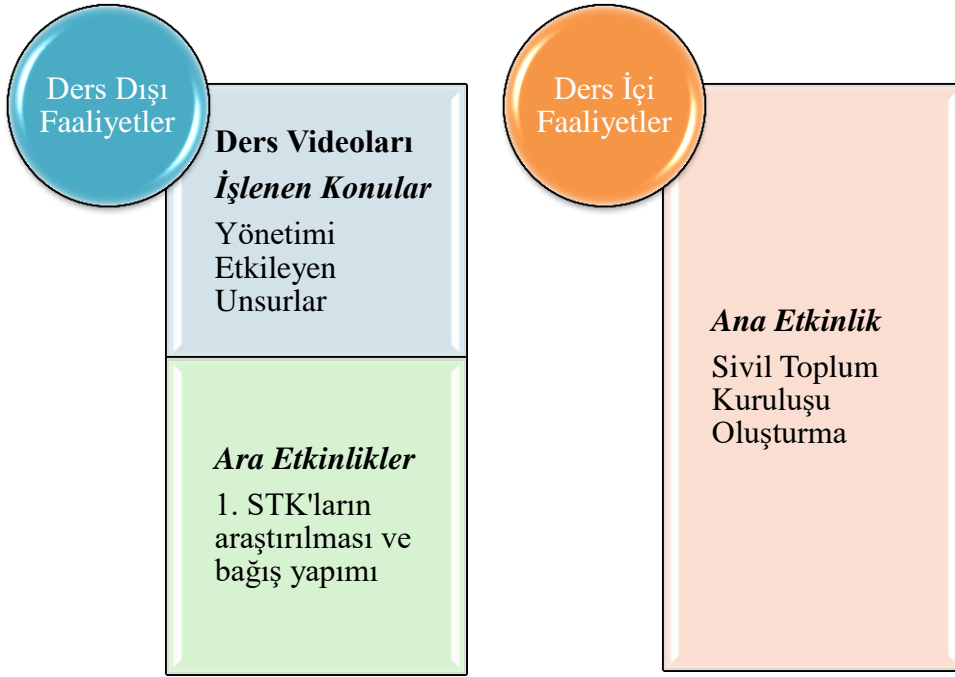 Ders Dışı
Faaliyetler
Ders Videoları
İşlenen Konular
Yönetimi
Etkileyen
Unsurlar
Ara Etkinlikler
1. STK'ların
araştırılması ve
bağış yapımı
Ders İçi
Faaliyetler
Ana Etkinlik
Sivil Toplum
Kuruluşu
Oluşturma